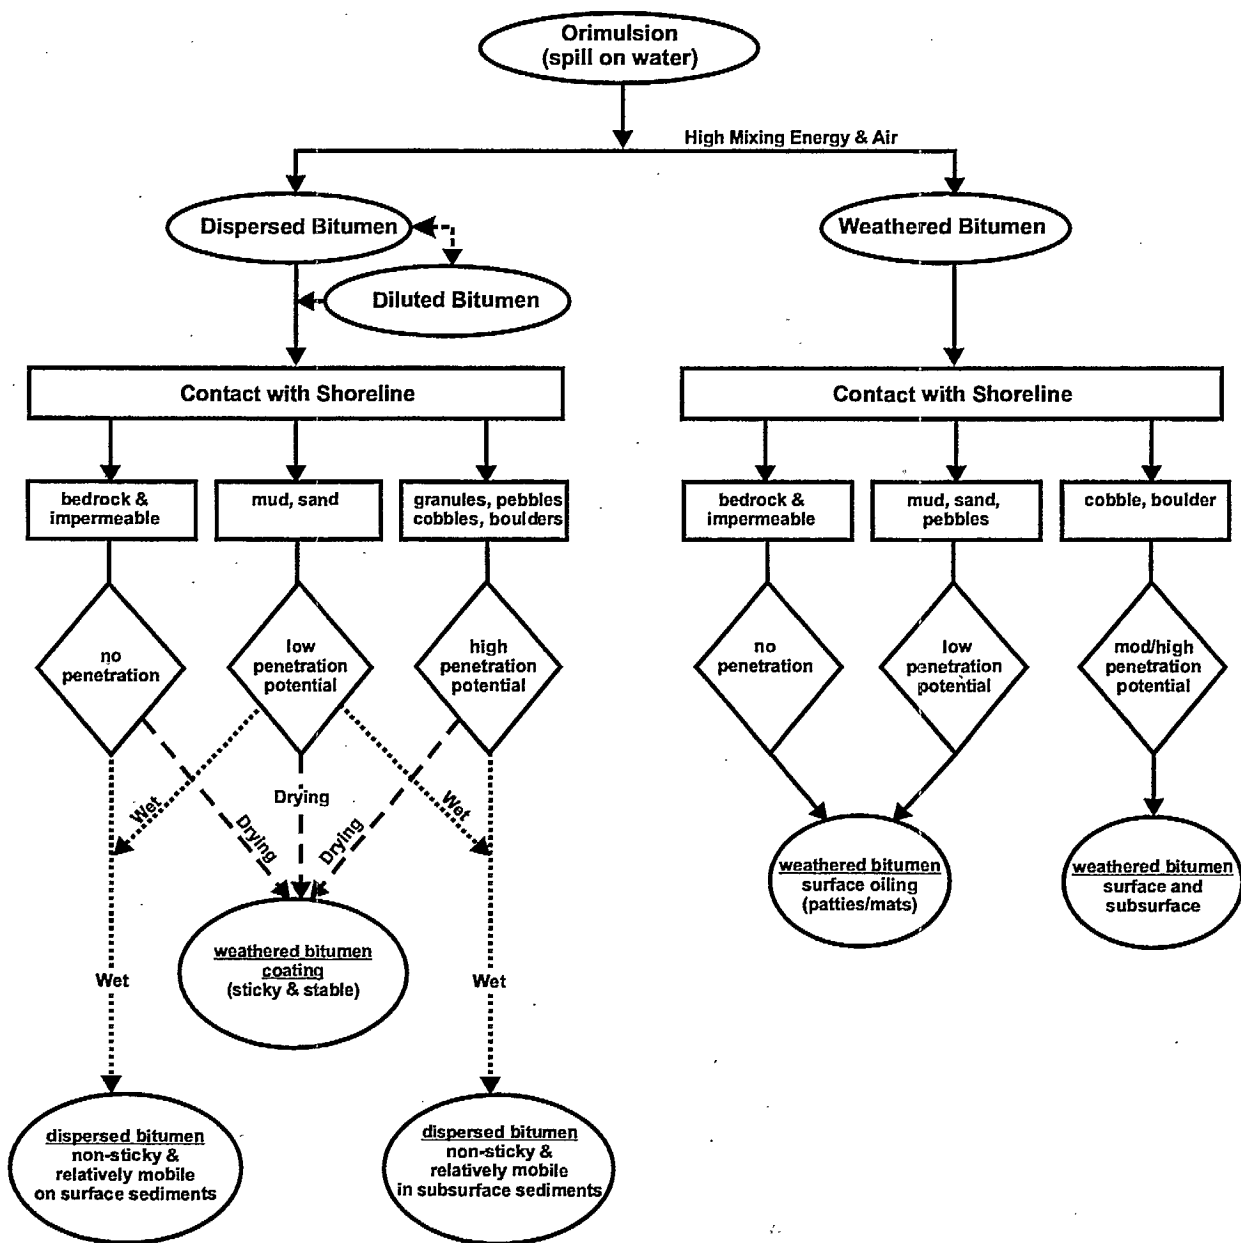 Orimulsion
(spill on water)
High Mixing Energy & Air
Dispersed Bitumen
Weathered Bitumen
Diluted Bitumen
Contact with Shoreline
Contact with Shoreline
bedrock &
impermeable
mud, sand
granules, pebbles
cobbles, boulders
bedrock &
impermeable
mud, sand,
pebbles
cobble, boulder
no
penetration
low
penetration
potential
high
penetration
potential
no
penetration
low
penetration
potential
mod/high
penetration
potential
Wet
Drying
Drying
Drying
Wet
weathered bitumen
surface oiling
(patties/mats)
weathered bitumen
surface and
subsurface
weathered bitumen
coating
(sticky & stable)
Wet
Wet
dispersed bitumen
non-sticky &
relatively mobile
on surface sediments
dispersed bitumen
non-sticky &
relatively mobile
in subsurface sediments